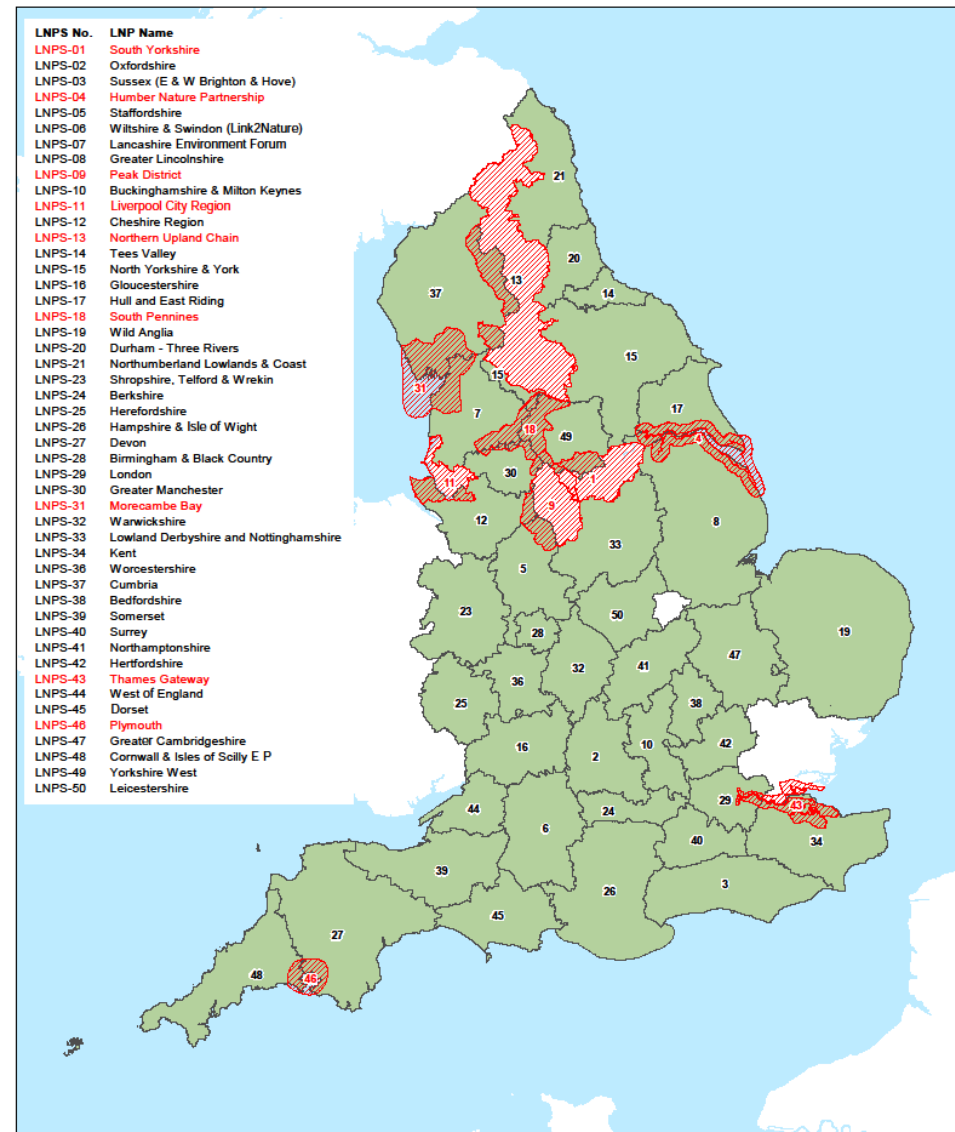 LNPS No. LNP Name
LNPS-01 South Yorkshire
LNPS-02 Oxfordshire
LNPS-03 Sussex (E & W Brighton & Hove)
LNPS-04 Humber Nature Partnership
LNPS-05 Staffordshire
LNPS-06 Wiltshire & Swindon (Link2Nature)
LNPS-07 Lancashire Environment Forum
LNPS-08 Greater Lincolnshire
LNPS-09 Peak District
LNPS-10 Buckinghamshire & Milton Keynes
LNPS-11 Liverpool City Region
LNPS-12 Cheshire Region
LNPS-13 Northern Upland Chain
LNPS-14 Tees Valley
LNPS-15 North Yorkshire & York
LNPS-16 Gloucestershire
LNPS-17 Hull and East Riding
LNPS-18 South Pennines
LNPS-19 Wild Anglia
LNPS-20 Durham - Three Rivers
LNPS-21 Northumberland Lowlands & Coast
LNPS-23 Shropshire, Telford & Wrekin
LNPS-24 Berkshire
LNPS-25 Herefordshire
LNPS-26 Hampshire & Isle of Wight
LNPS-27 Devon
LNPS-28 Birmingham & Black Country
LNPS-29 London
LNPS-30 Greater Manchester
LNPS-31 Morecambe Bay
LNPS-32 Warwickshire
LNPS-33 Lowland Derbyshire and Nottinghamshire
LNPS-34 Kent
LNPS-36 Worcestershire
LNPS-37 Cumbria
LNPS-38 Bedfordshire
LNPS-39 Somerset
LNPS-40 Surrey
LNPS-41 Northamptonshire
LNPS-42 Hertfordshire
LNPS-43 Thames Gateway
LNPS-44 West of England
LNPS-45 Dorset
LNPS-46 Plymouth
LNPS-47 Greater Cambridgeshire
LNPS-48 Cornwall & Isles of Scilly E P
LNPS-49 Yorkshire West
LNPS-50 Leicestershire
21
20
13
37
14
15
15
31
17
7
18
49
4
30
1
11
9
12
8
33
5
23
50
19
28
32
41
47
36
38
25
42
10
16
2
29
43
44
24
6
40
34
39
3
26
45
27
48
46